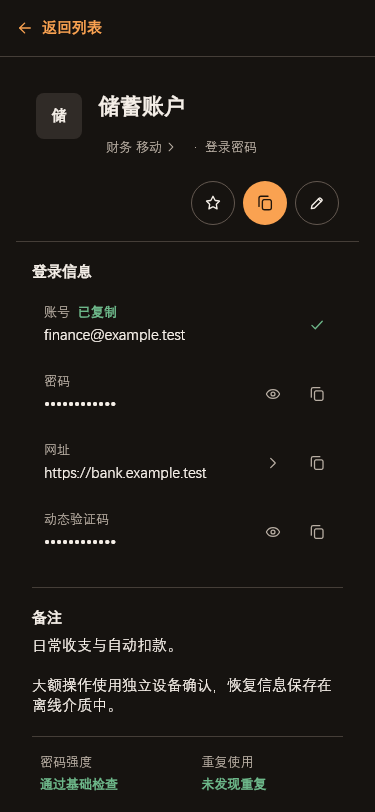 返回列表
储
储蓄账户
财务 移动 · 登录密码
登录信息
账号 已复制
finance@example.test
密码
••••••••••••
网址
https://bank.example.test
动态验证码
••••••••••••
备注
日常收支与自动扣款。
大额操作使用独立设备确认，恢复信息保存在
离线介质中。
密码强度 重复使用
通过基础检查 未发现重复